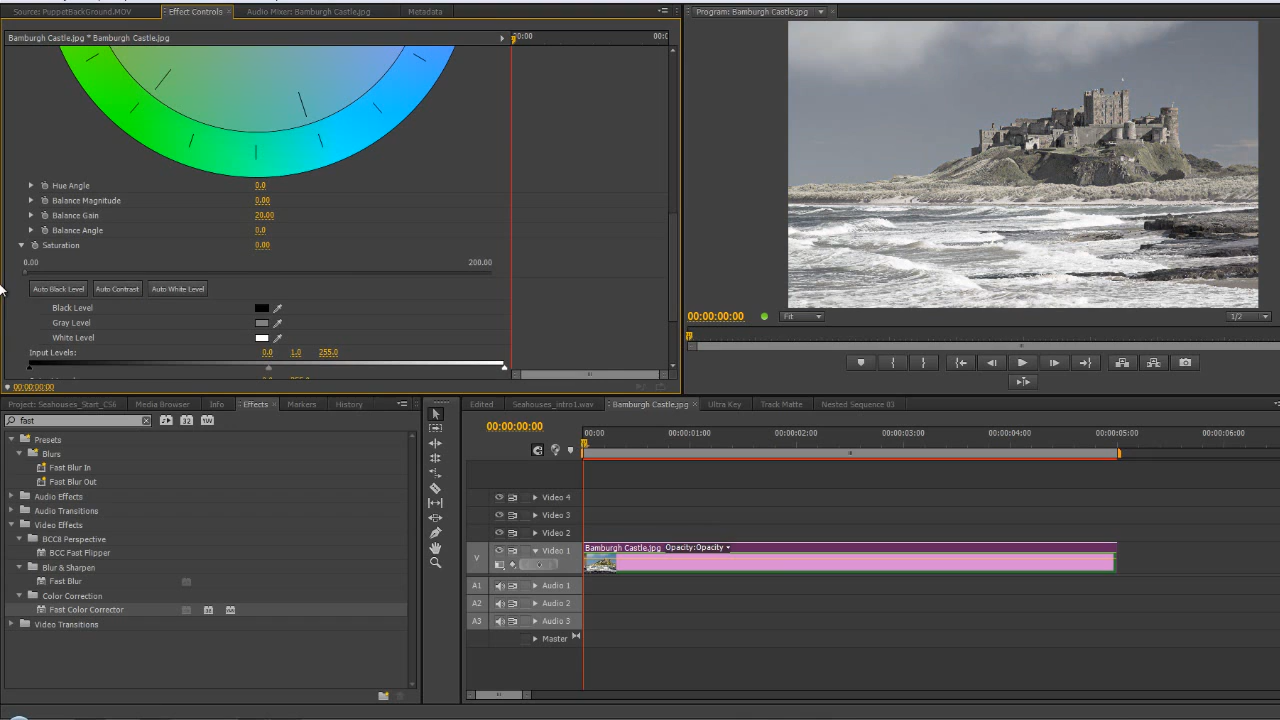 Source: PuppetBackGround.MOV Effect Controls Audio Mixer: Bamburgh Castle.jpg Metadata
Bamburgh Castle.jpg * Bamburgh Castle.jpg
00:00
Hue Angle 0.0
Balance Magnitude 0.00
Balance Gain 20.00
Balance Angle 0.0
Saturation 0.00
0.00 200.00
Auto Black Level Auto Contrast Auto White Level
Black Level
Gray Level
White Level
Input Levels: 0.0 1.0 255.0
00:00:00:00
Program: Bamburgh Castle.jpg
00:00:00:00 Fit 1/2
Project: Seahouses_Start_CS6 Media Browser Info Effects Markers History
fast
32 YUV
Presets
Blurs
Fast Blur In
Fast Blur Out
Audio Effects
Audio Transitions
Video Effects
BCC8 Perspective
BCC Fast Flipper
Blur & Sharpen
Fast Blur
Color Correction
Fast Color Corrector
Video Transitions
Edited Seahouses_intro1.wav Bamburgh Castle.jpg Ultra Key Track Matte Nested Sequence 03
00:00:00:00
00:00 00:00:01:00 00:00:02:00 00:00:03:00 00:00:04:00 00:00:05:00 00:00:06:00
Video 4
Video 3
Video 2
V Video 1
Bamburgh Castle.jpg Opacity:Opacity
A1 Audio 1
A2 Audio 2
A3 Audio 3
Master